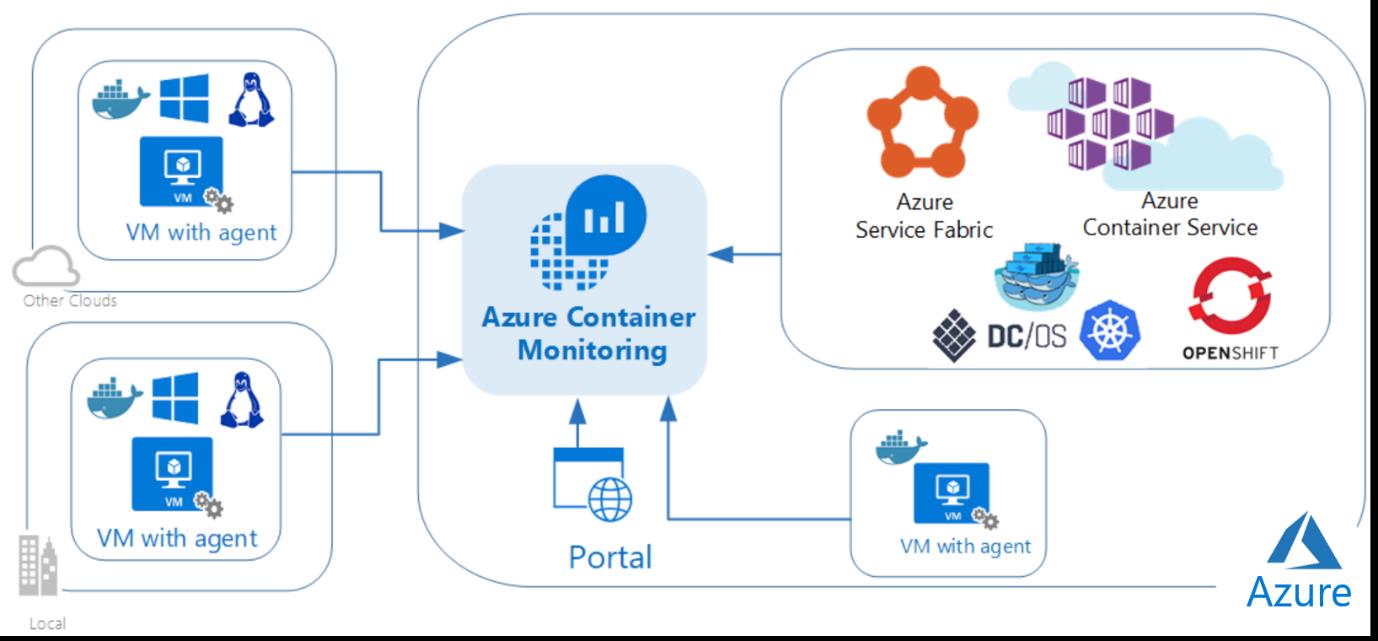 VM
VM with agent
Other Clouds
VM
VM with agent
Local
Azure Container
Monitoring
Portal
Azure
Service Fabric
Azure
Container Service
DC/OS
OPENSHIFT
VM
VM with agent
Azure